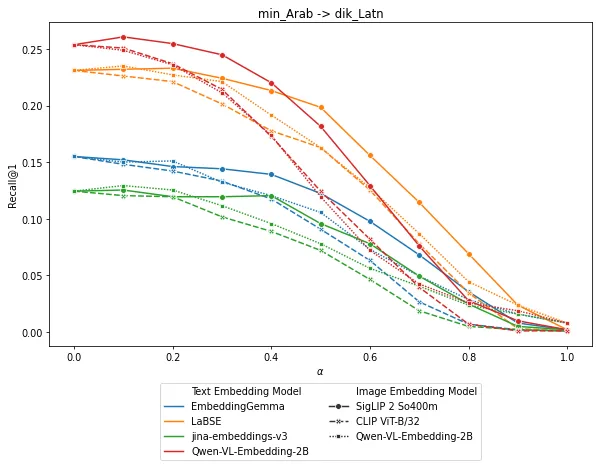 min_Arab -> dik_Latn
Recall@1
0.25
0.20
0.15
0.10
0.05
0.00
0.0 0.2 0.4 0.6 0.8 1.0
α
Text Embedding Model Image Embedding Model
EmbeddingGemma SigLIP 2 So400m
LaBSE CLIP ViT-B/32
jina-embeddings-v3 Qwen-VL-Embedding-2B
Qwen-VL-Embedding-2B